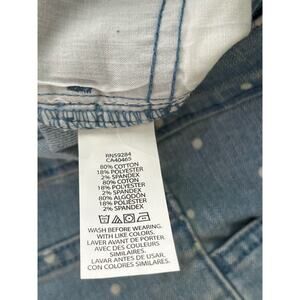 RN59284
CA40465
80% COTTON
18% POLYESTER
2% SPANDEX
80% COTON
18% POLYESTER
2% SPANDEX
80% ALGODÓN
18% POLIÉSTER
2% SPANDEX
WASH BEFORE WEARING.
WITH LIKE COLORS.
LAVER AVANT DE PORTER
AVEC DES COULEURS
SIMILAIRES.
LAVAR ANTES DE USAR.
CON COLORES SIMILARES.